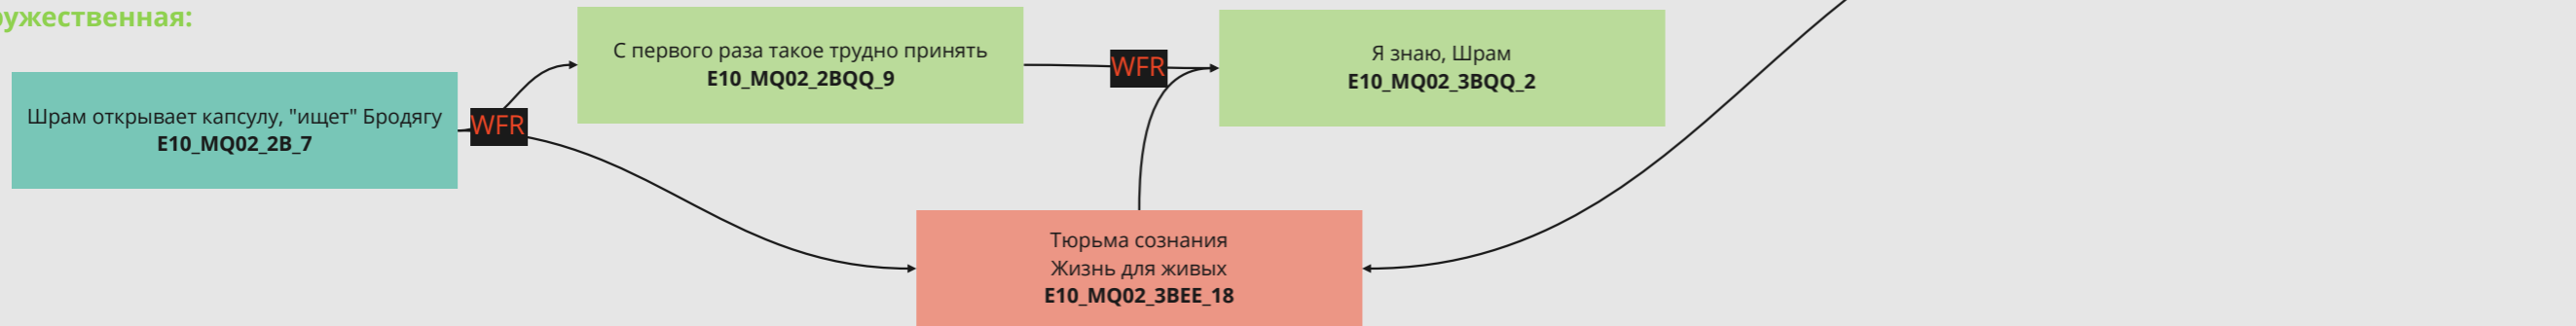 ружественная:
С первого раза такое трудно принять
E10_MQ02_2BQQ_9
WFR
Я знаю, Шрам
E10_MQ02_3BQQ_2
Шрам открывает капсулу, "ищет" Бродягу
E10_MQ02_2B_7
WFR
Тюрьма сознания
Жизнь для живых
E10_MQ02_3BEE_18